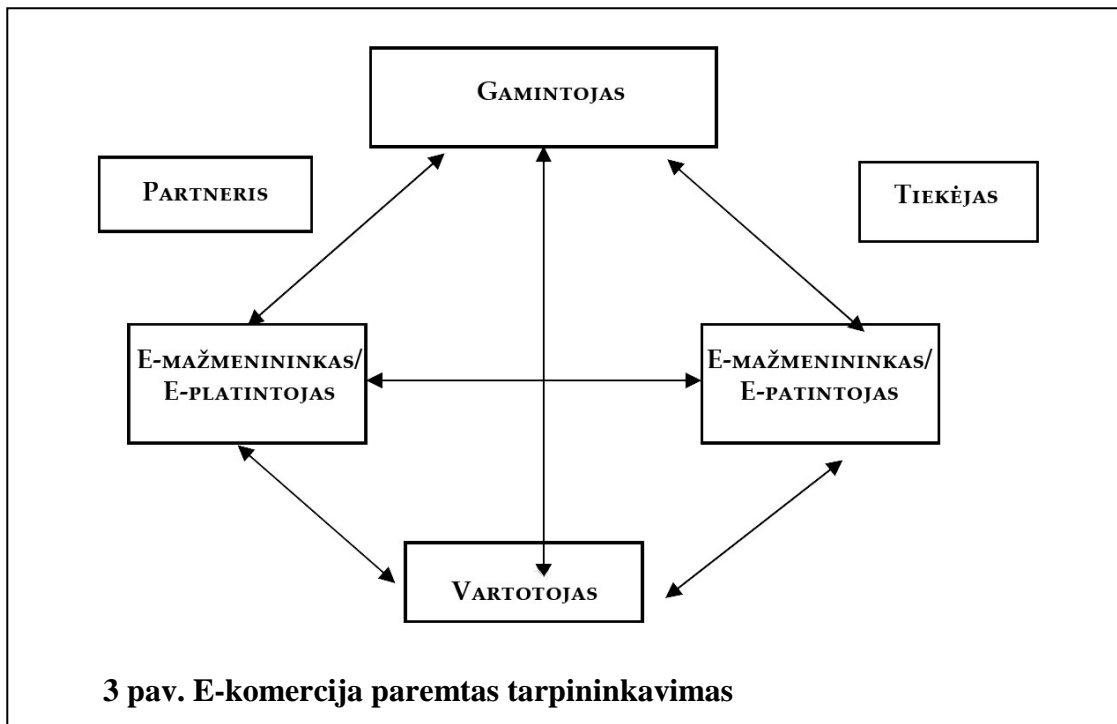 Gamintojas
Partneris
Tiekėjas
E-mažmenininkas/
E-platintojas
E-mažmenininkas/
E-patintojas
Vartotojas
3 pav. E-komercija paremtas tarpininkavimas